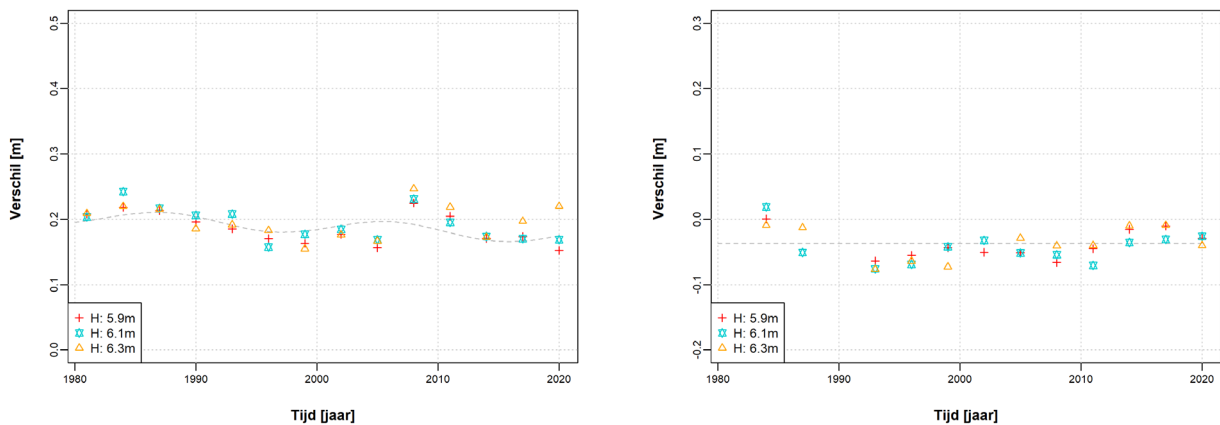 0.5
0.4
0.3
0.2
0.1
0.0
Verschil [m]
H: 5.9m
H: 6.1m
H: 6.3m
1980 1990 2000 2010 2020
Tijd [jaar]
0.3
0.2
0.1
0.0
-0.1
-0.2
Verschil [m]
H: 5.9m
H: 6.1m
H: 6.3m
1980 1990 2000 2010 2020
Tijd [jaar]